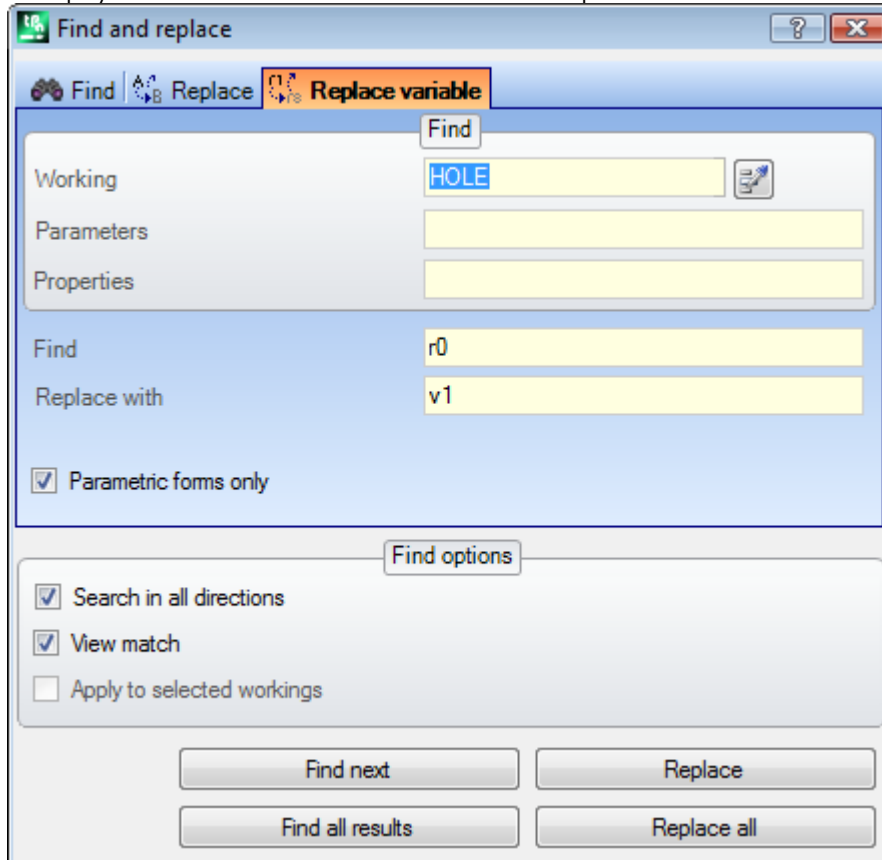 Find and replace
Find Replace Replace variable
Find
Working HOLE
Parameters
Properties
Find r0
Replace with v1
Parametric forms only
Find options
Search in all directions
View match
Apply to selected workings
Find next Replace
Find all results Replace all